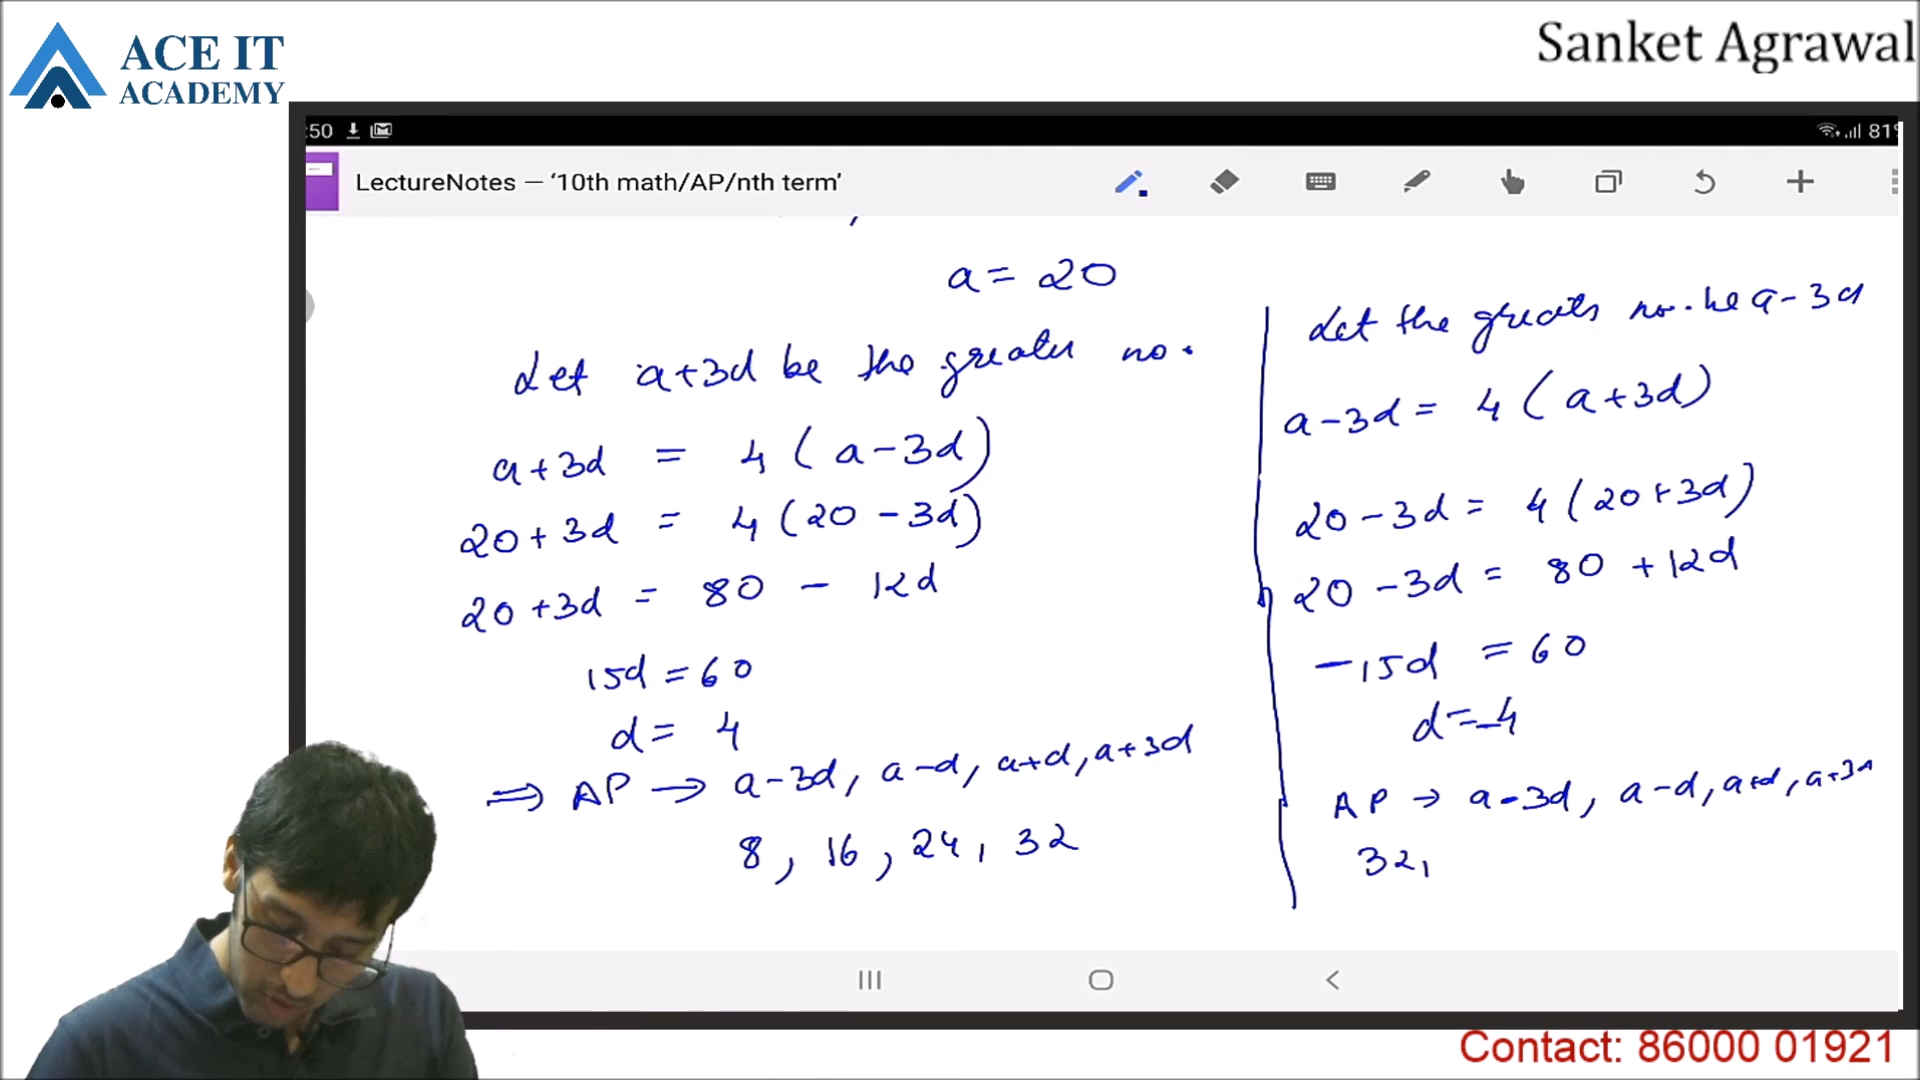 ACE IT
ACADEMY
Sanket Agrawal
:50
81%
LectureNotes — ‘10th math/AP/nth term’
a = 20
Let a+3d be the greater no.
a+3d = 4 (a-3d)
20+3d = 4 (20-3d)
20+3d = 80 - 12d
15d = 60
d = 4
⇒ AP → a-3d, a-d, a+d, a+3d
8, 16, 24, 32
Let the no. be a-3d
a-3d = 4 (a+3d)
20-3d = 4 (20+3d)
20-3d = 80 +12d
-15d = 60
d = -4
AP → a-3d, a-d, a+d, a+3d
32,
Contact: 86000 01921